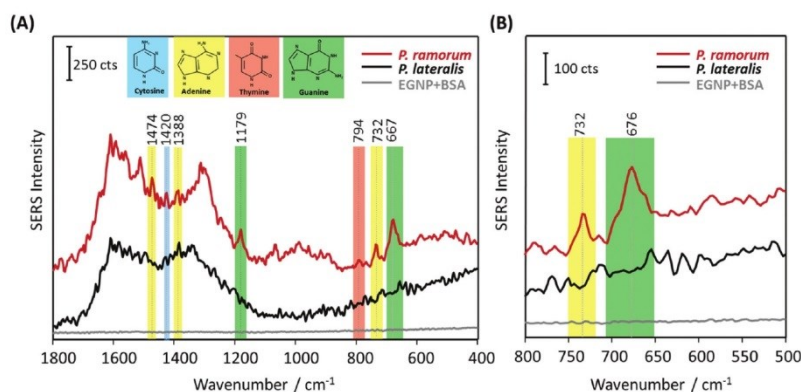 (A)
250 cts
Cytosine
Adenine
Thymine
Guanine
P. ramorum
P. lateralis
EGNP+BSA
1474
1420
1388
1179
794
732
667
SERS Intensity
1800 1600 1400 1200 1000 800 600 400
Wavenumber / cm-1
(B)
100 cts
P. ramorum
P. lateralis
EGNP+BSA
732
676
SERS Intensity
800 750 700 650 600 550 500
Wavenumber / cm-1